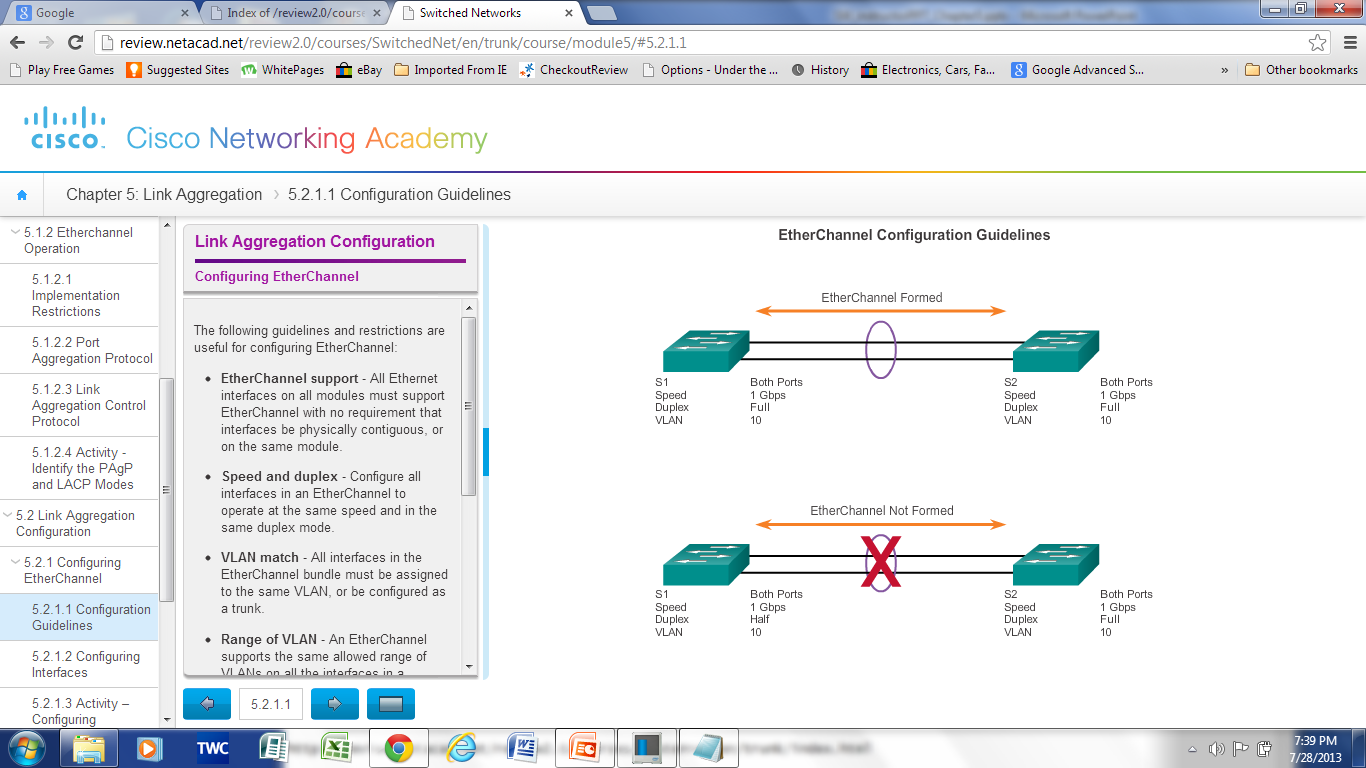 Google
Index of /review2.0/course
Switched Networks
review.netacad.net/review2.0/courses/SwitchedNet/en/trunk/course/module5/#5.2.1.1
Play Free Games
Suggested Sites
WhitePages
eBay
Imported From IE
CheckoutReview
Options - Under the ...
History
Electronics, Cars, Fa...
Google Advanced S...
»
Other bookmarks
CISCO.
Cisco Networking Academy
Chapter 5: Link Aggregation
5.2.1.1 Configuration Guidelines
5.1.2 Etherchannel
Operation
5.1.2.1
Implementation
Restrictions
5.1.2.2 Port
Aggregation Protocol
5.1.2.3 Link
Aggregation Control
Protocol
5.1.2.4 Activity -
Identify the PAgP
and LACP Modes
5.2 Link Aggregation
Configuration
5.2.1 Configuring
EtherChannel
5.2.1.1 Configuration
Guidelines
5.2.1.2 Configuring
Interfaces
5.2.1.3 Activity –
Configuring
Link Aggregation Configuration
Configuring EtherChannel
The following guidelines and restrictions are
useful for configuring EtherChannel:
• EtherChannel support - All Ethernet
interfaces on all modules must support
EtherChannel with no requirement that
interfaces be physically contiguous, or
on the same module.
• Speed and duplex - Configure all
interfaces in an EtherChannel to
operate at the same speed and in the
same duplex mode.
• VLAN match - All interfaces in the
EtherChannel bundle must be assigned
to the same VLAN, or be configured as
a trunk.
• Range of VLAN - An EtherChannel
supports the same allowed range of
VLANs on all the interfaces in a
5.2.1.1
EtherChannel Configuration Guidelines
EtherChannel Formed
S1 Both Ports
Speed 1 Gbps
Duplex Full
VLAN 10
S2 Both Ports
Speed 1 Gbps
Duplex Full
VLAN 10
EtherChannel Not Formed
X
S1 Both Ports
Speed 1 Gbps
Duplex Half
VLAN 10
S2 Both Ports
Speed 1 Gbps
Duplex Full
VLAN 10
TWC
7:39 PM
7/28/2013